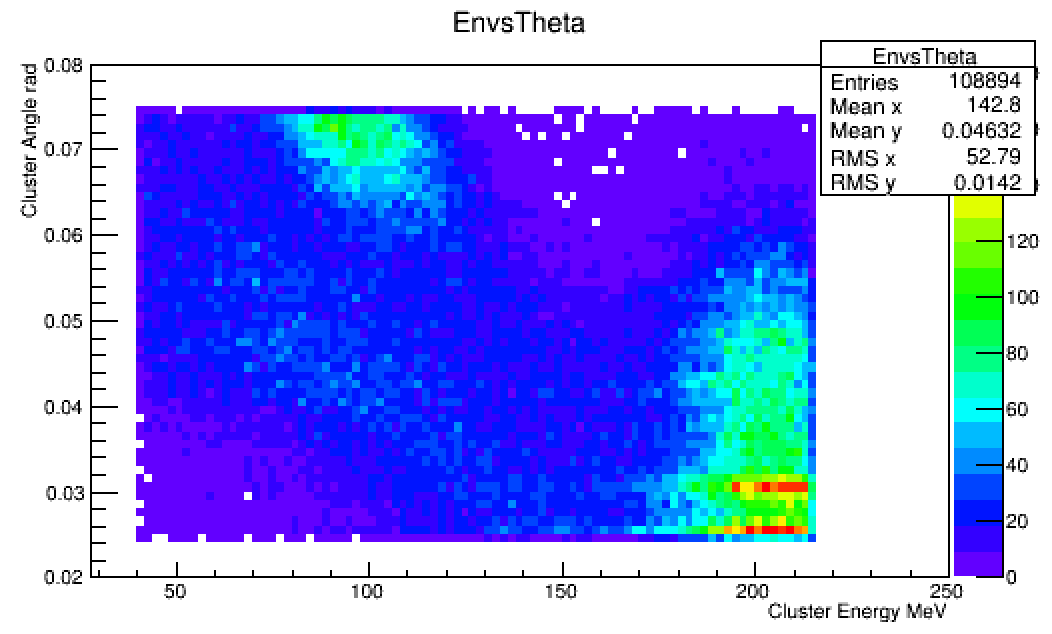 EnvsTheta
EnvsTheta
Entries 108894
Mean x 142.8
Mean y 0.04632
RMS x 52.79
RMS y 0.0142
Cluster Angle rad
0.08
0.07
0.06
0.05
0.04
0.03
0.02
50 100 150 200 250
Cluster Energy MeV
120
100
80
60
40
20
0